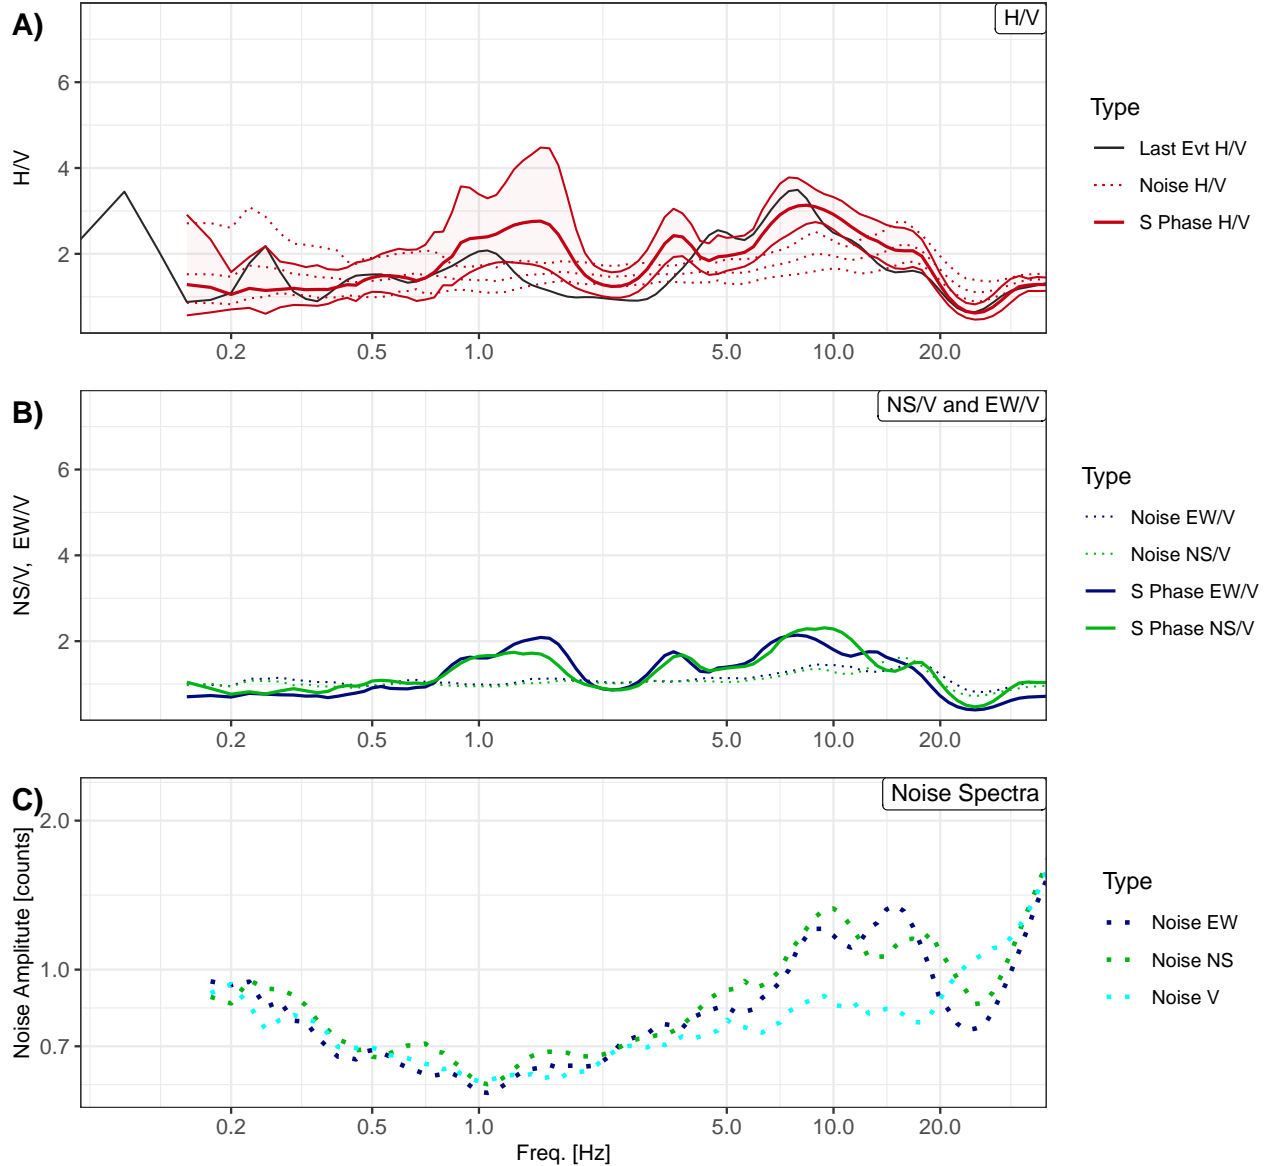 A)
H/V
6
4
2
H/V
0.2 0.5 1.0 5.0 10.0 20.0
Type
Last Evt H/V
Noise H/V
S Phase H/V
B)
NS/V and EW/V
6
4
2
NS/V, EW/V
0.2 0.5 1.0 5.0 10.0 20.0
Type
Noise EW/V
Noise NS/V
S Phase EW/V
S Phase NS/V
C)
Noise Spectra
2.0
1.0
0.7
Noise Amplitute [counts]
0.2 0.5 1.0 5.0 10.0 20.0
Freq. [Hz]
Type
Noise EW
Noise NS
Noise V